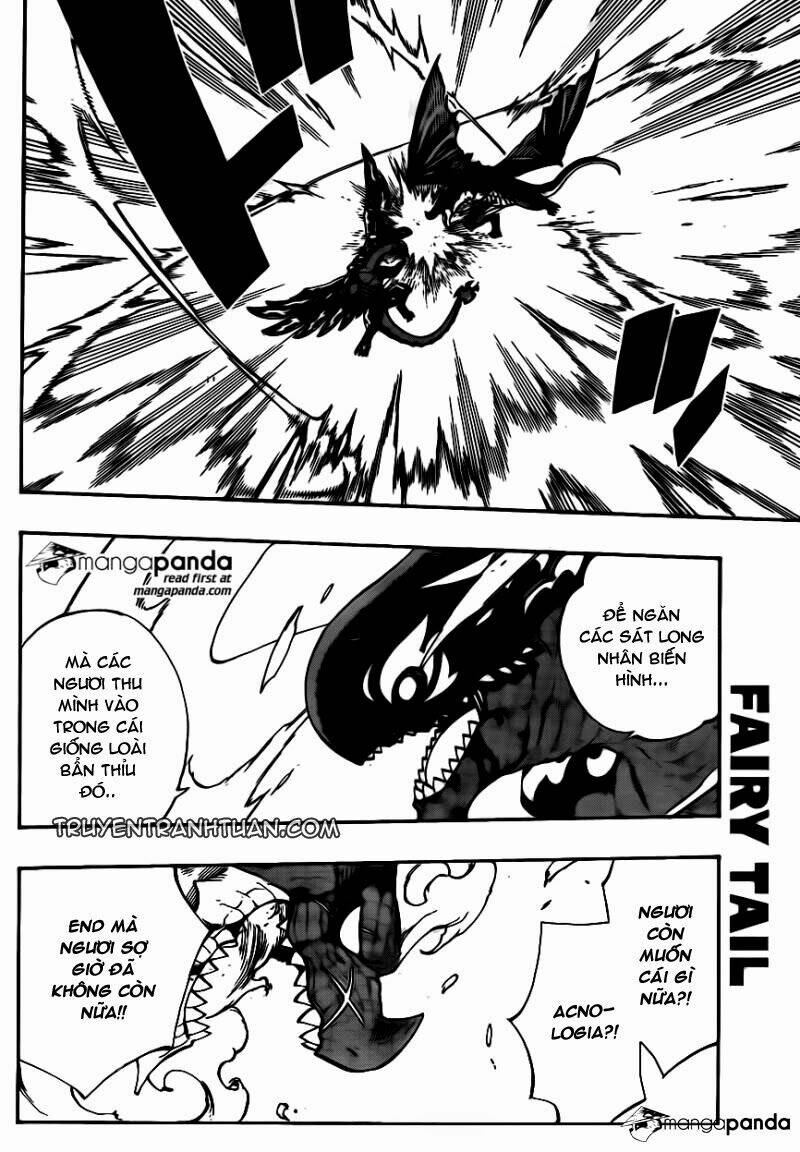 mangapanda
read first at
mangapanda.com
ĐỂ NGĂN
CÁC SÁT LONG
NHÂN BIẾN
HÌNH...
MÀ CÁC
NGƯƠI THU
MÌNH VÀO
TRONG CÁI
GIỐNG LOÀI
BẨN THỈU
ĐÓ..
TRUYENTRANHTUAN.COM
FAIRY TAIL
NGƯƠI
CÒN
MUỐN
CÁI GÌ
NỮA?!
ACNO-
LOGIA?!
END MÀ
NGƯƠI SỢ
GIỜ ĐÃ
KHÔNG CÒN
NỮA!!
mangapanda